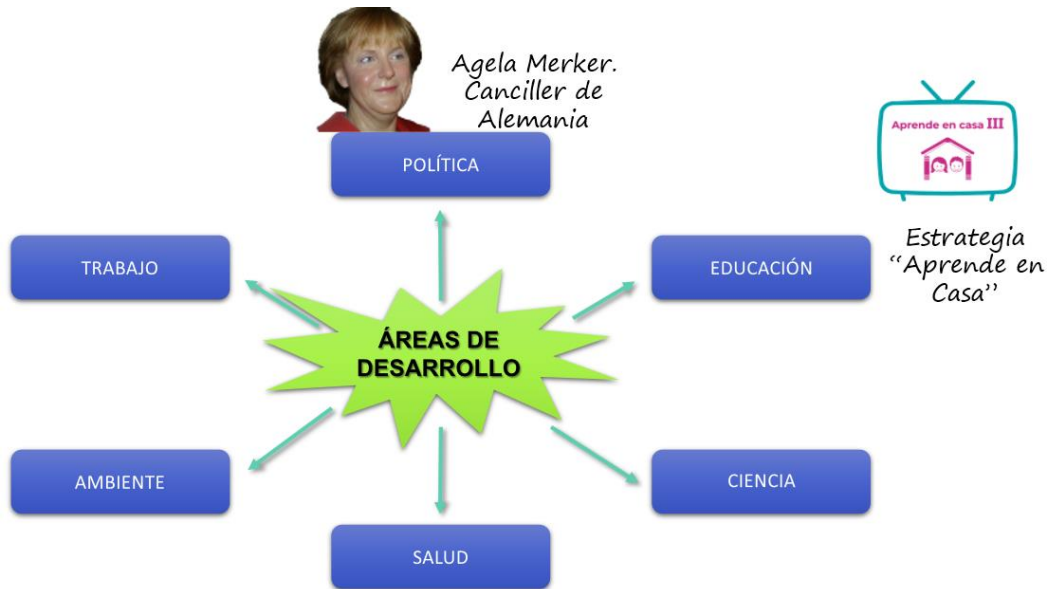 Agela Merker.
Canciller de
Alemania
POLÍTICA
Aprende en casa III
TRABAJO
EDUCACIÓN
Estrategia
“Aprende en
Casa”
ÁREAS DE
DESARROLLO
AMBIENTE
CIENCIA
SALUD